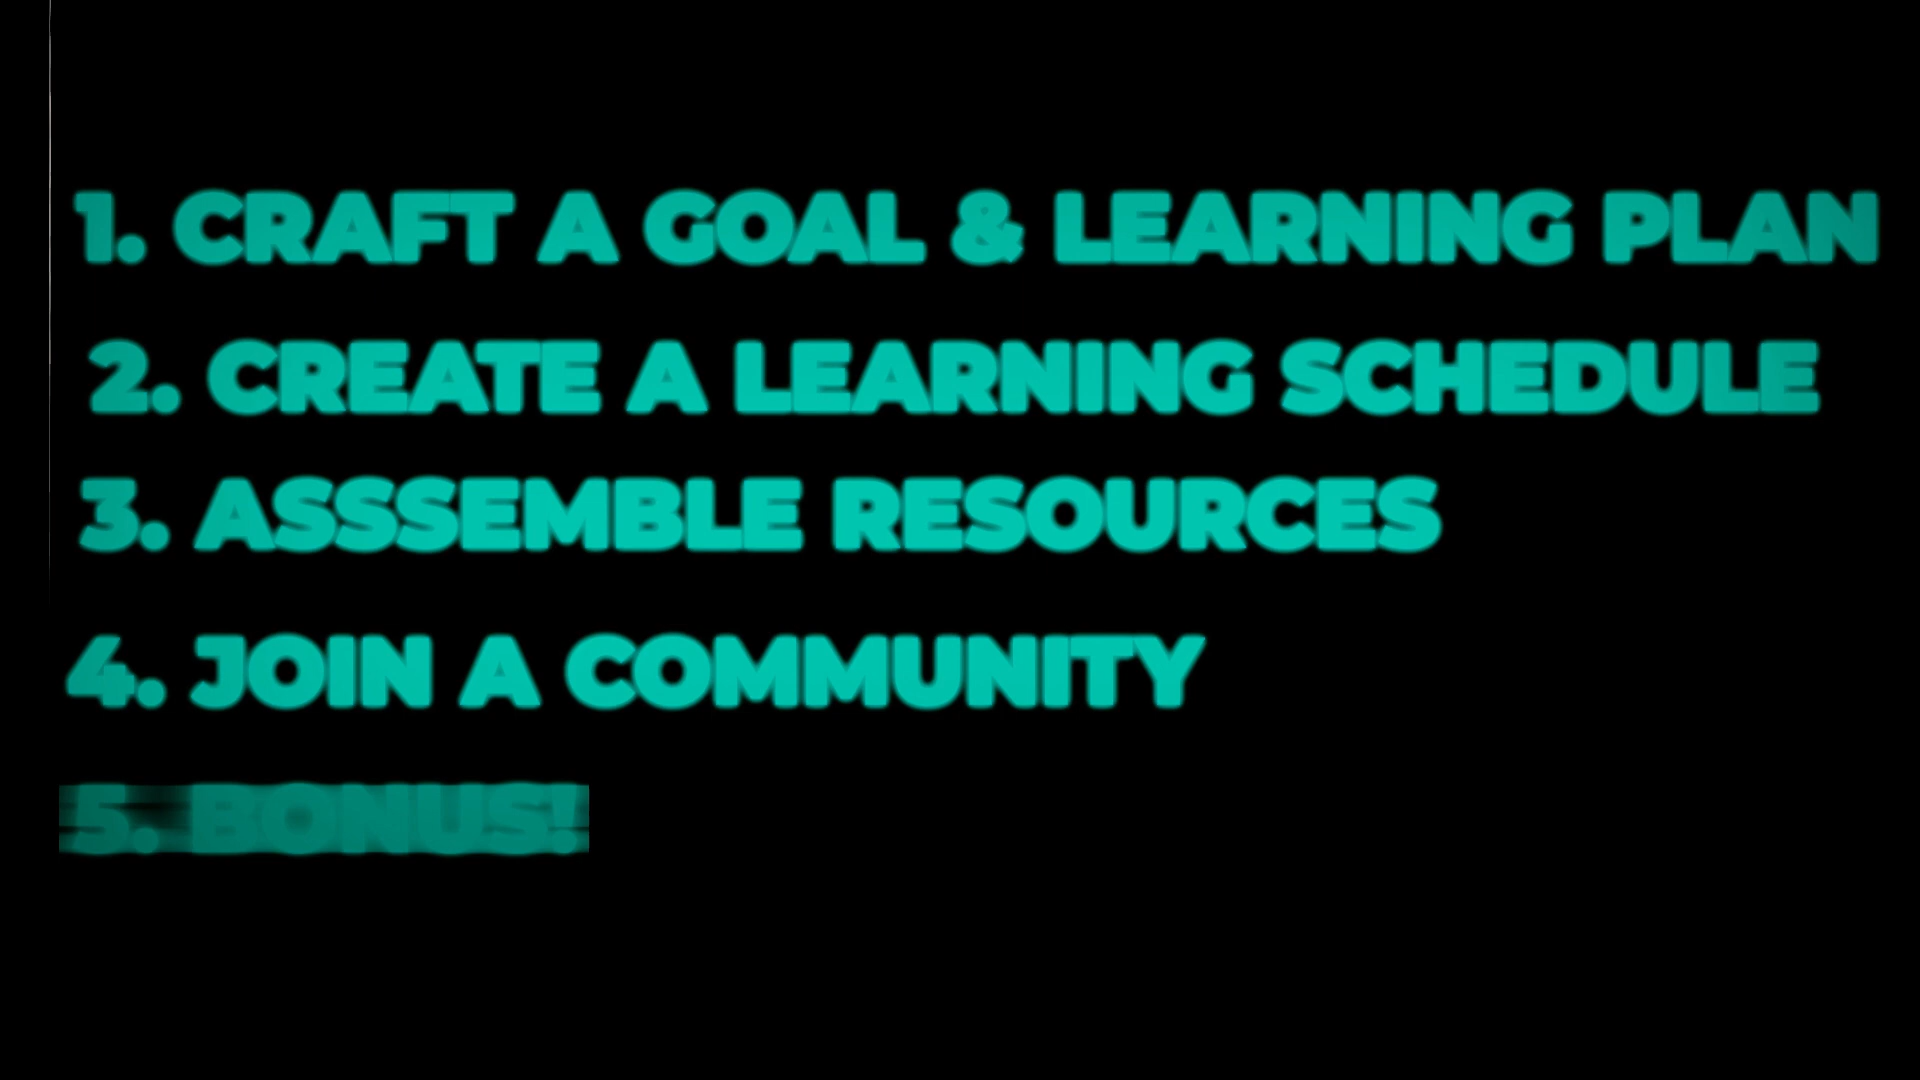 1. CRAFT A GOAL & LEARNING PLAN
2. CREATE A LEARNING SCHEDULE
3. ASSSEMBLE RESOURCES
4. JOIN A COMMUNITY
5. BONUS!